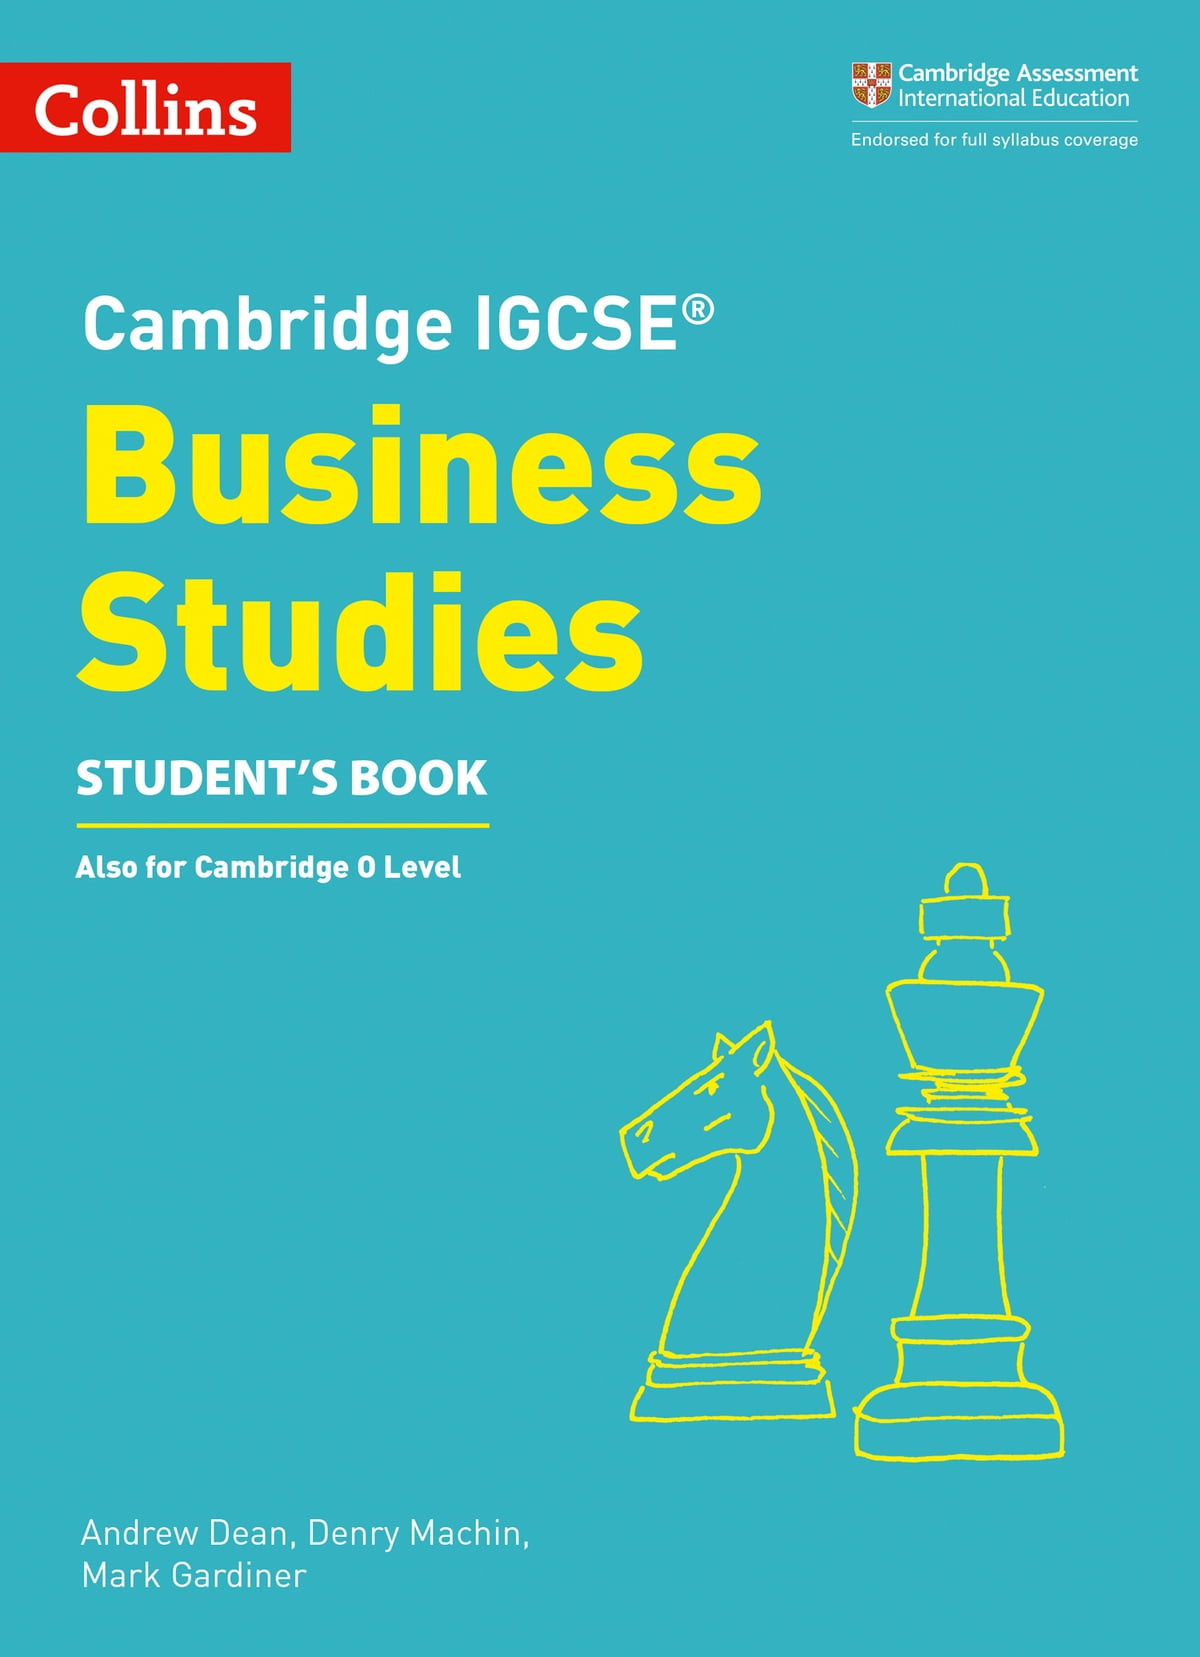 Collins
Cambridge Assessment
International Education
Endorsed for full syllabus coverage
Cambridge IGCSE®
Business
Studies
STUDENT’S BOOK
Also for Cambridge O Level
Andrew Dean, Denry Machin,
Mark Gardiner